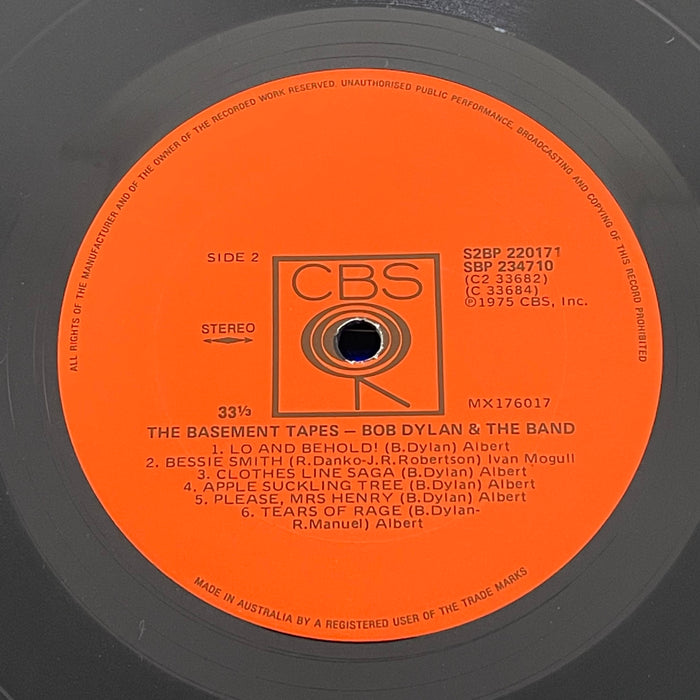 ALL RIGHTS OF THE MANUFACTURER AND OF THE OWNER OF THE RECORDED WORK RESERVED. UNAUTHORISED PUBLIC PERFORMANCE, BROADCASTING AND COPYING OF THIS RECORD PROHIBITED
SIDE 2
CBS
S2BP 220171
SBP 234710
(C2 33682)
(C 33684)
℗1975 CBS, Inc.
STEREO
33⅓
MX176017
THE BASEMENT TAPES – BOB DYLAN & THE BAND
1. LO AND BEHOLD! (B.Dylan) Albert
2. BESSIE SMITH (R.Danko-J.R.Robertson) Ivan Mogull
3. CLOTHES LINE SAGA (B.Dylan) Albert
4. APPLE SUCKLING TREE (B.Dylan) Albert
5. PLEASE, MRS HENRY (B.Dylan) Albert
6. TEARS OF RAGE (B.Dylan-
R.Manuel) Albert
MADE IN AUSTRALIA BY A REGISTERED USER OF THE TRADE MARKS